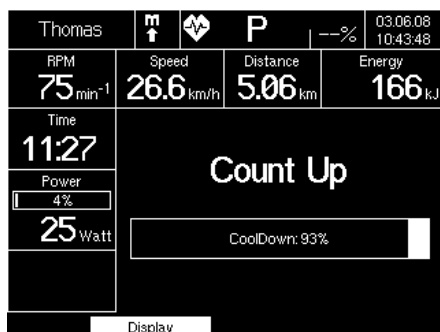 Thomas
m
P
--%
03.06.08
10:43:48
RPM
75 min-1
Speed
26.6 km/h
Distance
5.06 km
Energy
166 kJ
Time
11:27
Power
4%
25 Watt
Count Up
CoolDown: 93%
Display